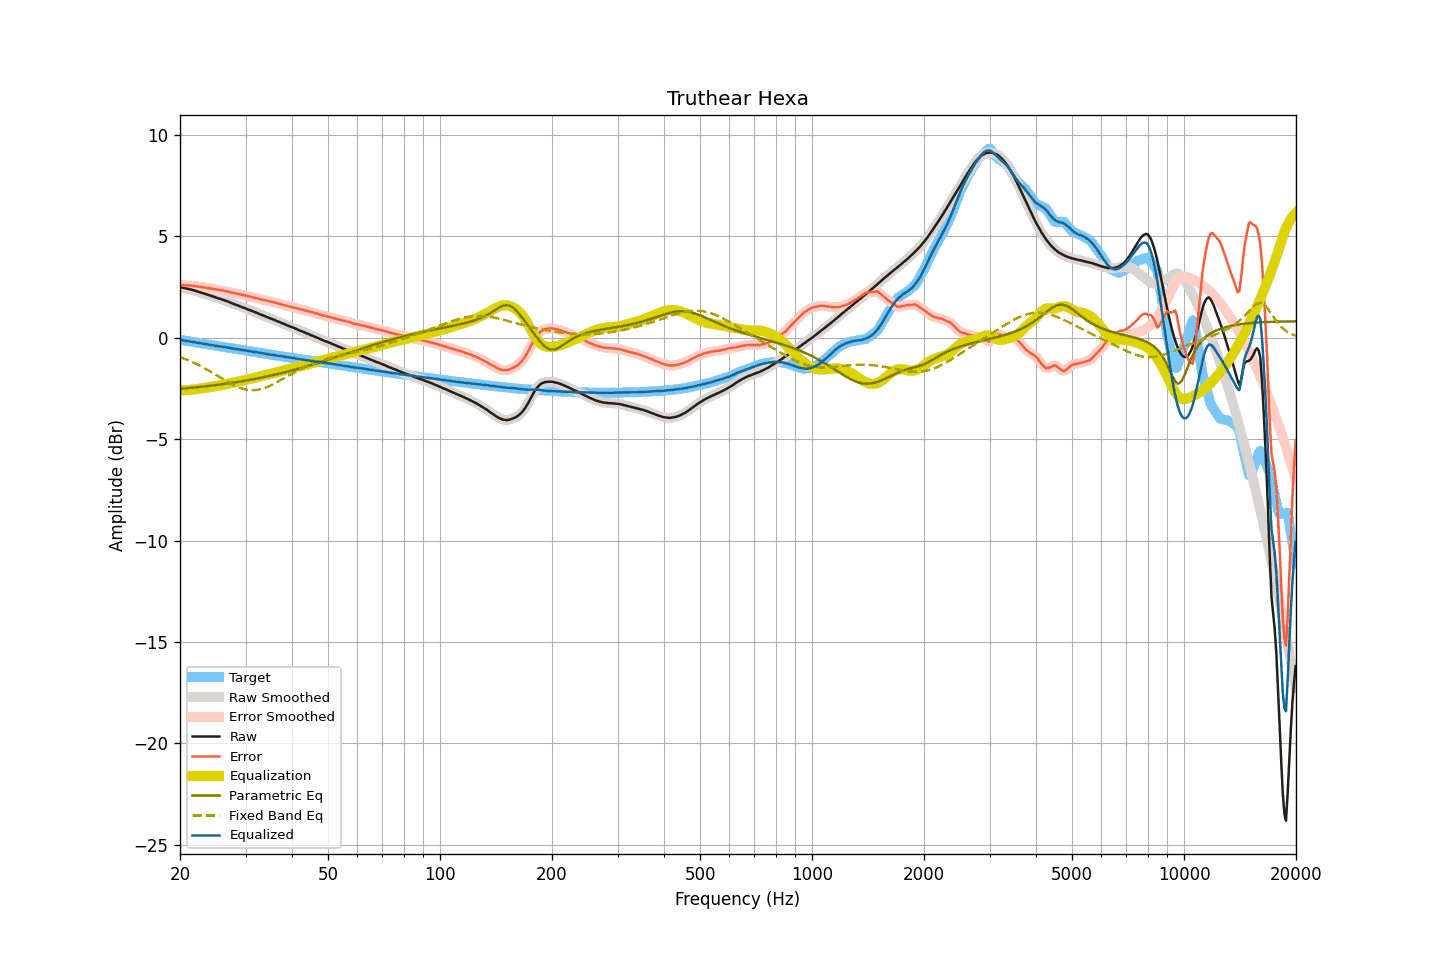 Truthear Hexa
10
5
0
−5
−10
−15
−20
−25
Amplitude (dBr)
Target
Raw Smoothed
Error Smoothed
Raw
Error
Equalization
Parametric Eq
Fixed Band Eq
Equalized
20 50 100 200 500 1000 2000 5000 10000 20000
Frequency (Hz)